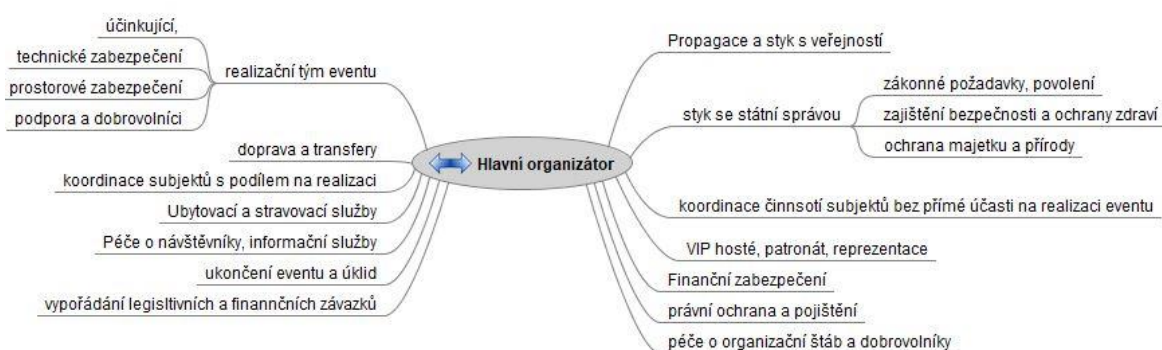 účinkující,
technické zabezpečení
prostorové zabezpečení
podpora a dobrovolníci
realizační tým eventu
doprava a transfery
koordinace subjektů s podílem na realizaci
Ubytovací a stravovací služby
Péče o návštěvníky, informační služby
ukončení eventu a úklid
vypořádání legisltivních a finannčních závazků
Hlavní organizátor
Propagace a styk s veřejností
styk se státní správou
zákonné požadavky, povolení
zajištění bezpečnosti a ochrany zdraví
ochrana majetku a přírody
koordinace činnsotí subjektů bez přímé účasti na realizaci eventu
VIP hosté, patronát, reprezentace
Finanční zabezpečení
právní ochrana a pojištění
péče o organizační štáb a dobrovolníky